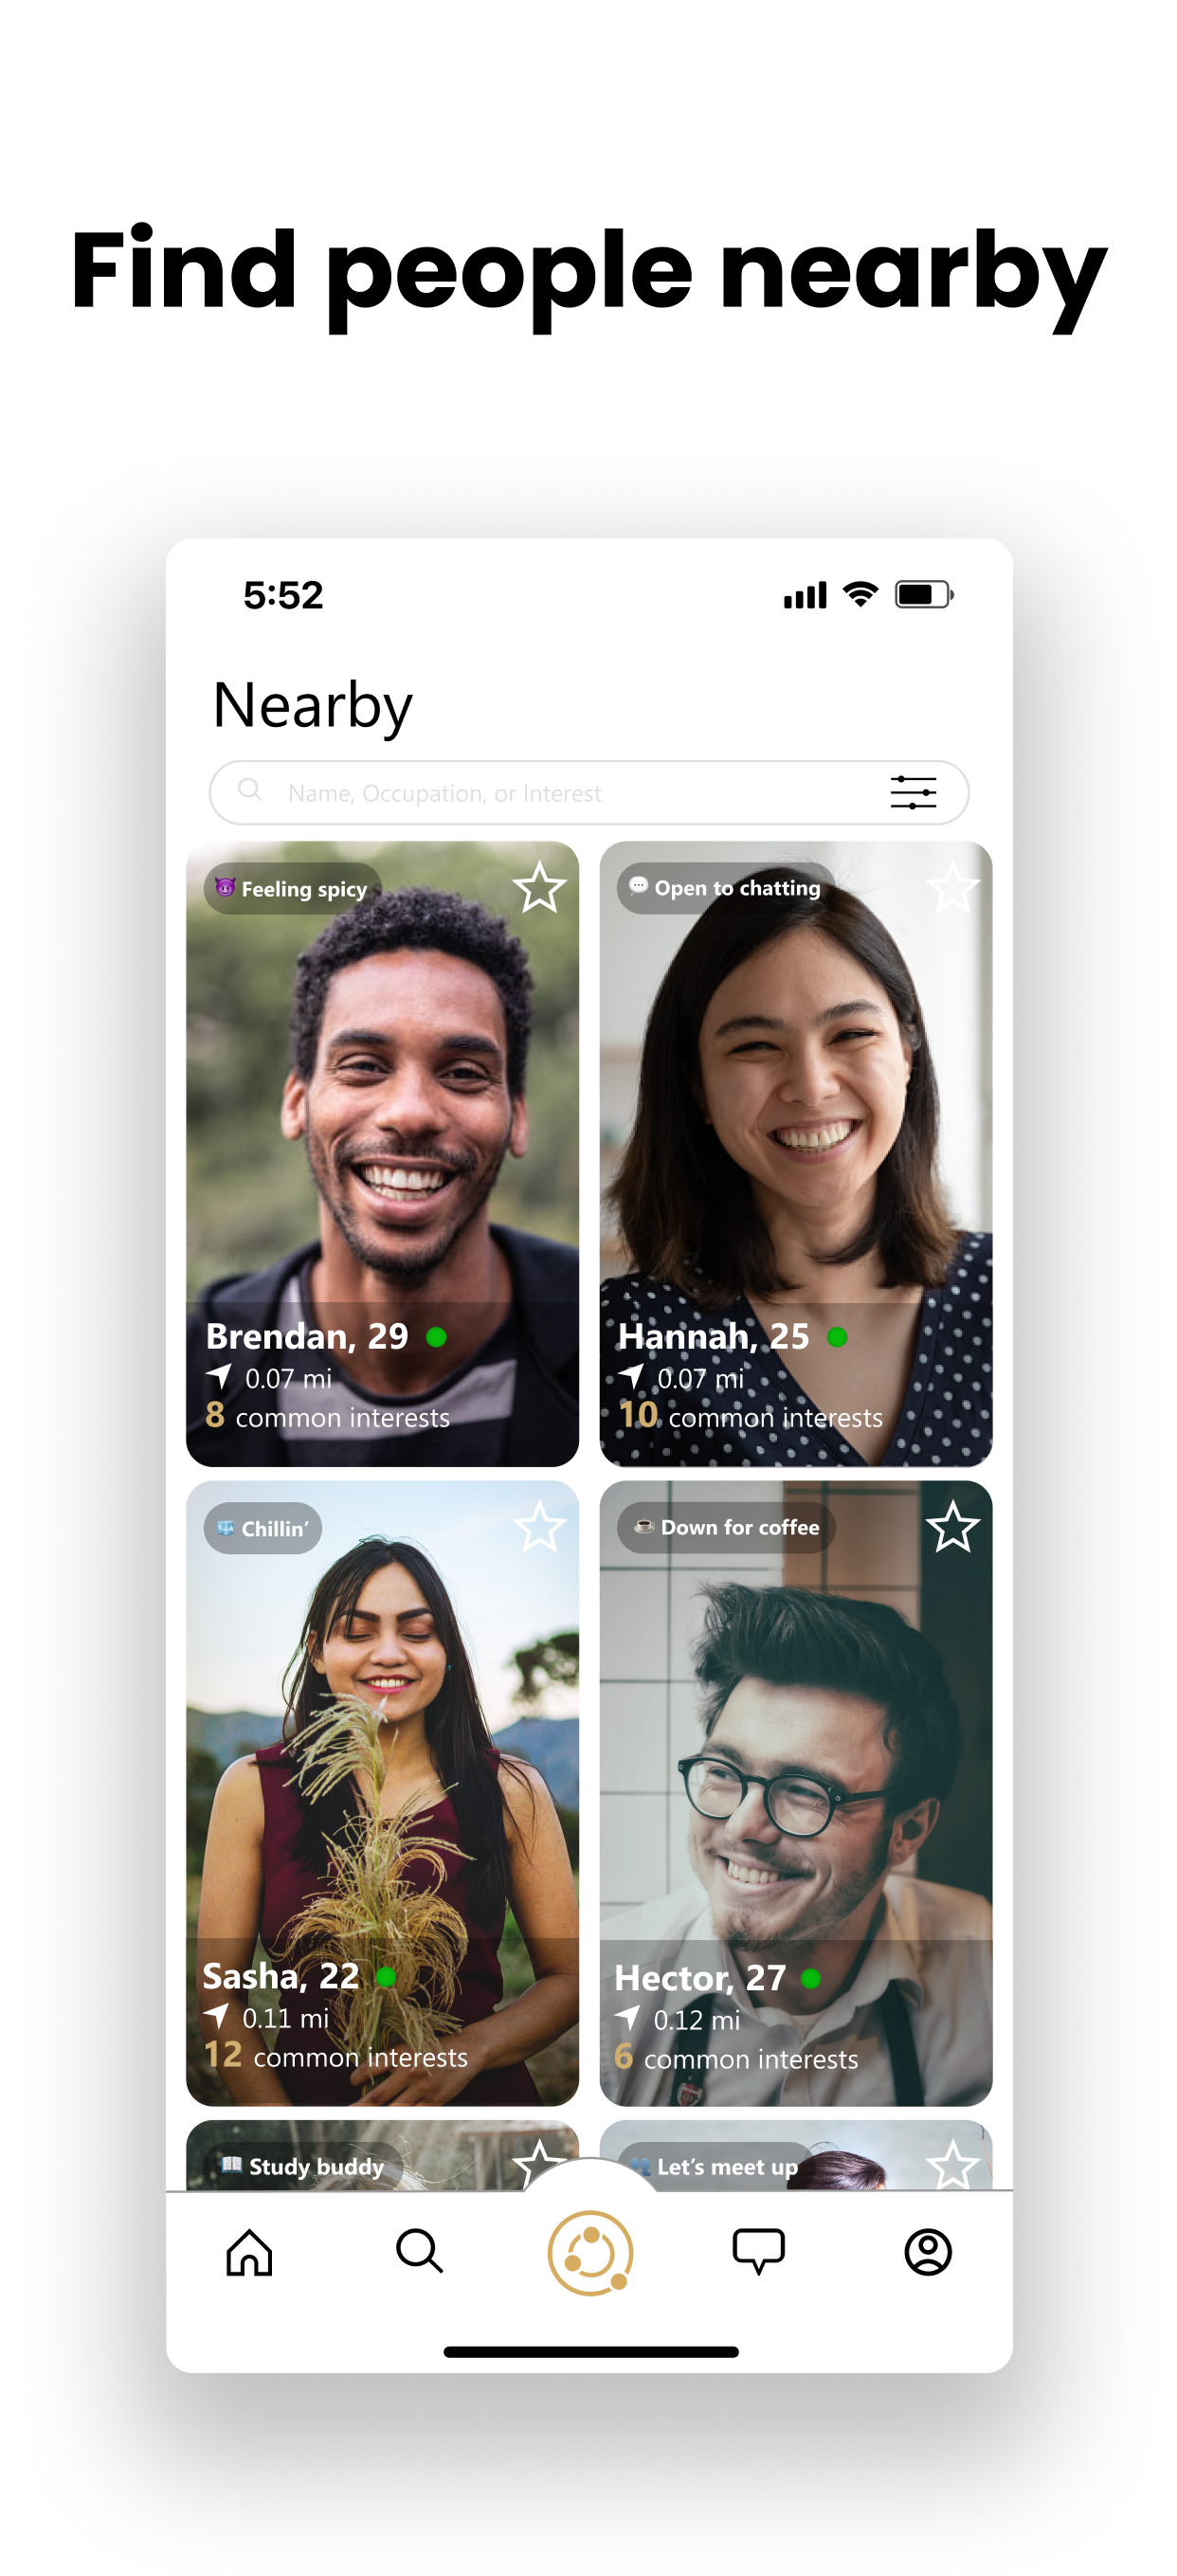 Find people nearby
5:52
Nearby
Name, Occupation, or Interest
😈 Feeling spicy
💬 Open to chatting
Brendan, 29
0.07 mi
8 common interests
Hannah, 25
0.07 mi
10 common interests
🧊 Chillin’
☕ Down for coffee
Sasha, 22
0.11 mi
12 common interests
Hector, 27
0.12 mi
6 common interests
📖 Study buddy
👥 Let’s meet up